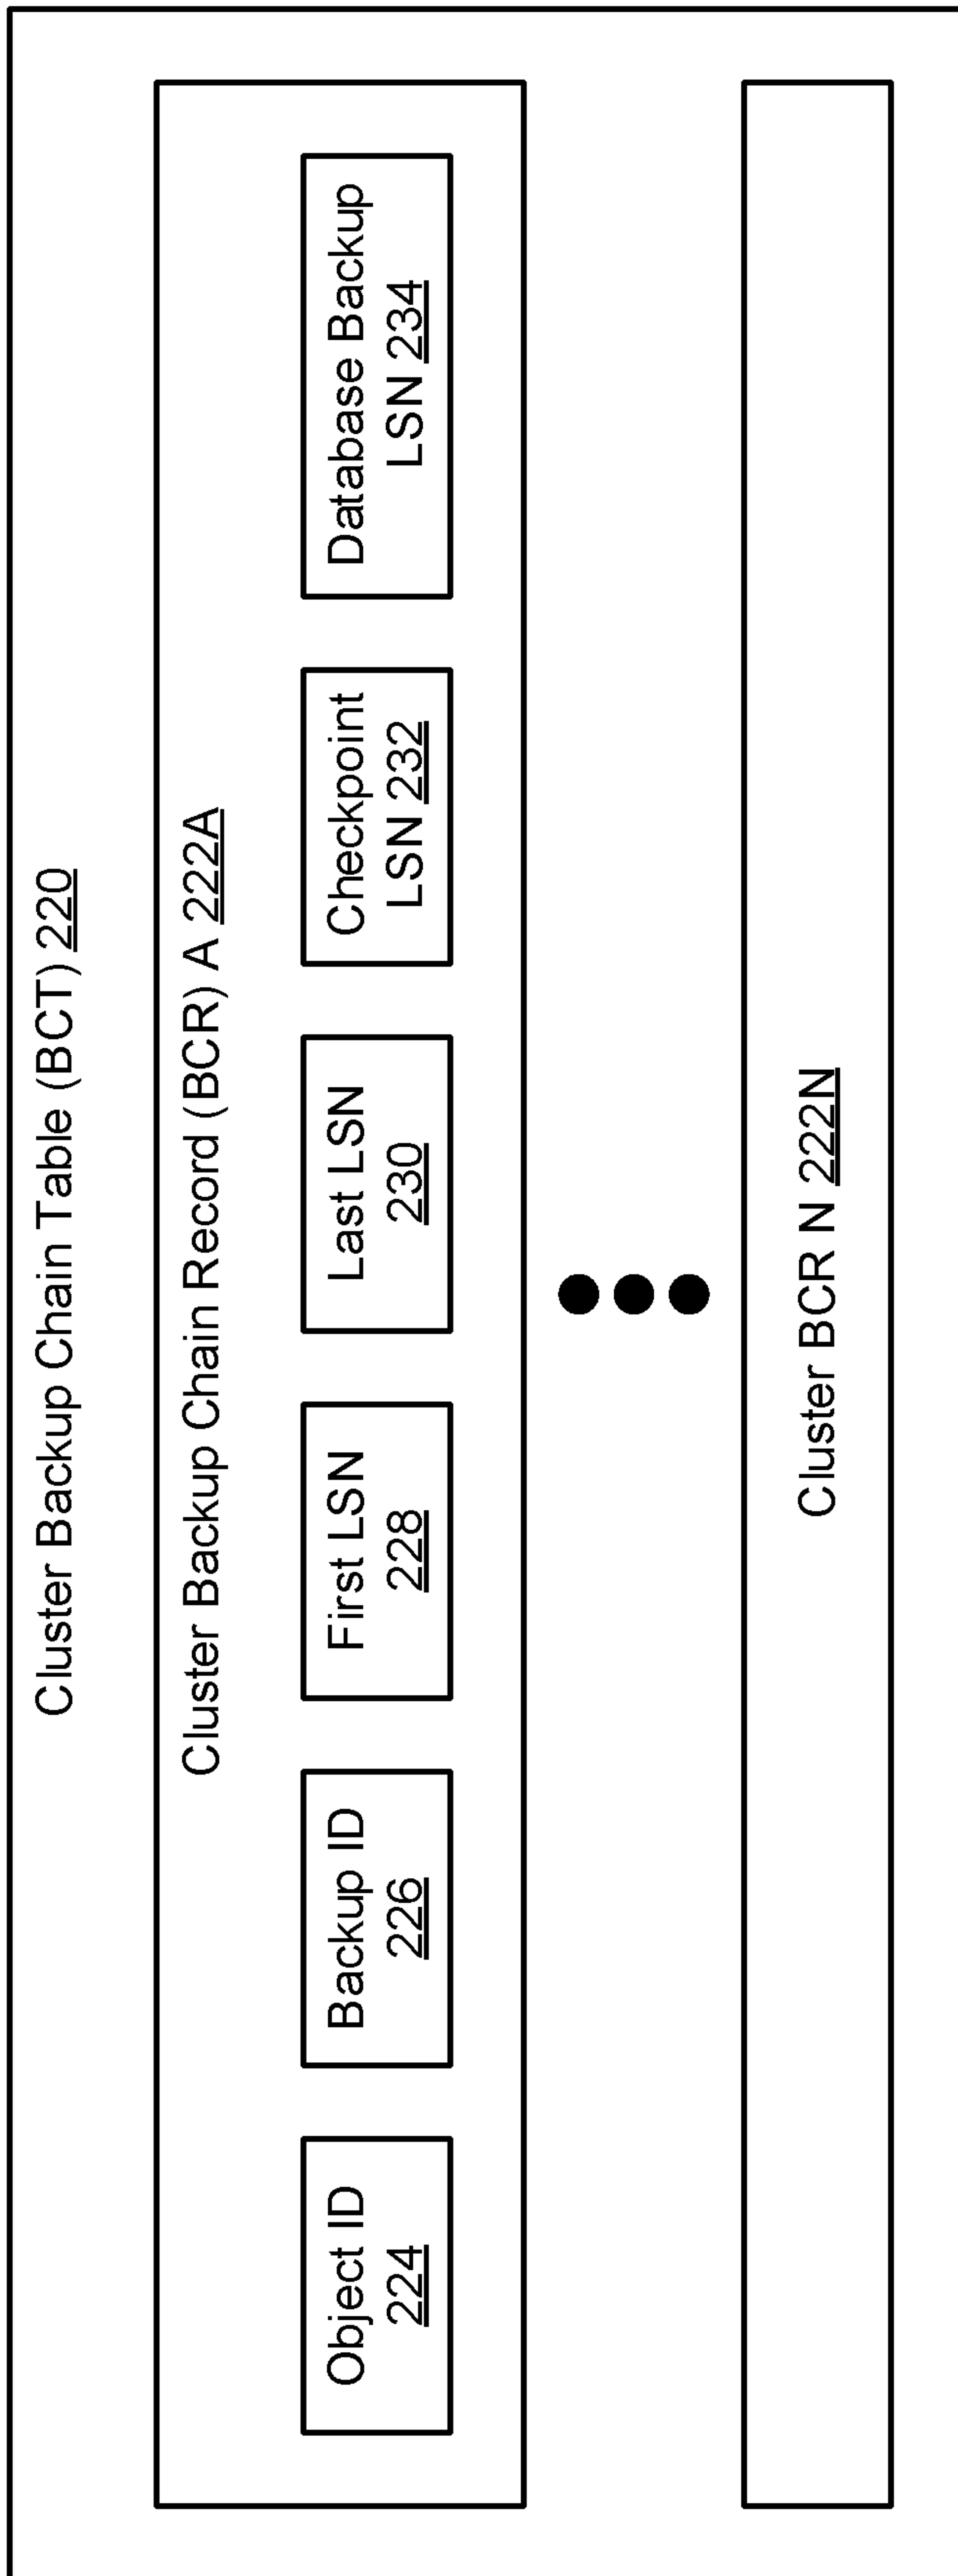 Cluster Backup Chain Table (BCT) 220
Cluster Backup Chain Record (BCR) A 222A
Object ID
224
Backup ID
226
First LSN
228
Last LSN
230
Checkpoint
LSN 232
Database Backup
LSN 234
Cluster BCR N 222N